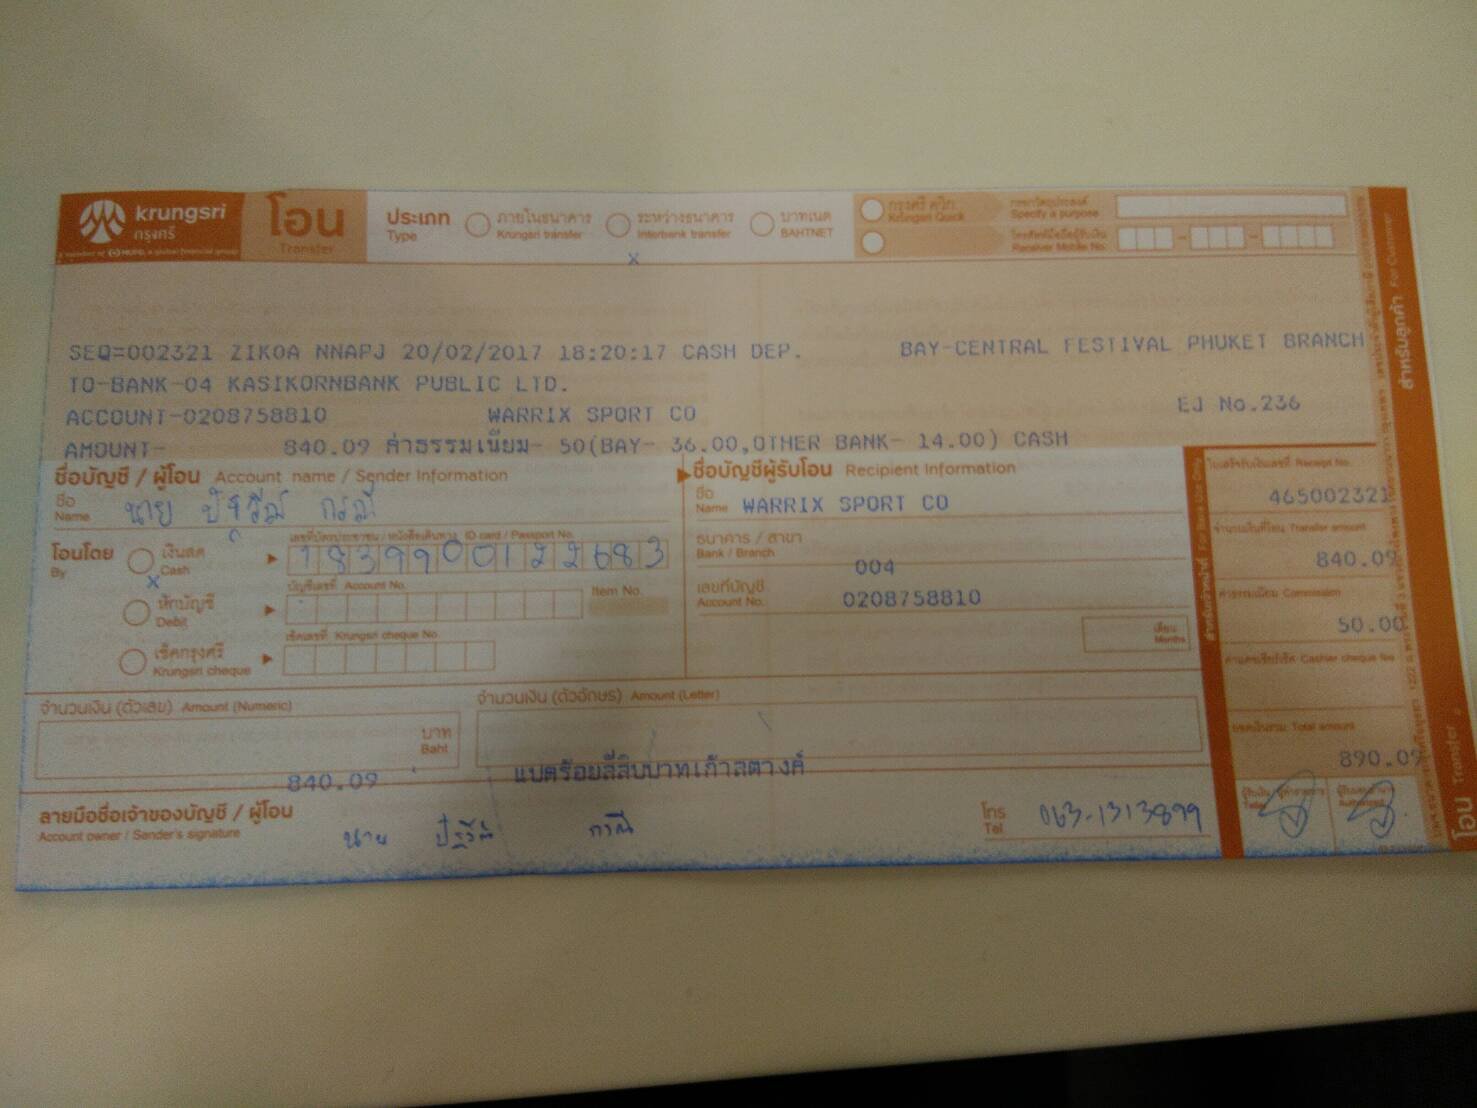 krungsri
กรุงศรี
โอน
Transfer
ประเภท
Type
ภายในธนาคาร
Krungsri transfer
ระหว่างธนาคาร
Interbank transfer
บาทเนต
BAHTNET
กรุงศรี ควิก
Krungsri Quick
Specify a purpose
Receiver Mobile No.
x
SEQ=002321 ZIKOA NNAPJ 20/02/2017 18:20:17 CASH DEP. BAY-CENTRAL FESTIVAL PHUKET BRANCH
TO-BANK-04 KASIKORNBANK PUBLIC LTD.
ACCOUNT-0208758810 WARRIX SPORT CO EJ No.236
AMOUNT- 840.09 ค่าธรรมเนียม- 50(BAY- 36.00,OTHER BANK- 14.00) CASH
ชื่อบัญชี / ผู้โอน Account name / Sender Information
ชื่อ
Name
นาย
โอนโดย
By
เงินสด
Cash
x
เลขที่บัตรประชาชน / หนังสือเดินทาง ID card / Passport No.
1839900122683
หักบัญชี
Debit
บัญชีเลขที่ Account No.
Item No.
เช็คกรุงศรี
Krungsri cheque
เช็คเลขที่ Krungsri cheque No.
ชื่อบัญชีผู้รับโอน Recipient Information
ชื่อ
Name WARRIX SPORT CO
ธนาคาร / สาขา
Bank / Branch
004
เลขที่บัญชี
Account No. 0208758810
เดือน
Months
ใบเสร็จรับเงินเลขที่ Receipt No.
465002321
จำนวนเงินที่โอน Transfer amount
840.09
ค่าธรรมเนียม Commission
50.00
Cashier cheque fee
ยอดเงินรวม Total amount
890.09
จำนวนเงิน (ตัวเลข) Amount (Numeric)
บาท
Baht
840.09
จำนวนเงิน (ตัวอักษร) Amount (Letter)
แปดร้อยสี่สิบบาทเก้าสตางค์
ลายมือชื่อเจ้าของบัญชี / ผู้โอน
Account owner / Sender's signature
นาย
โทร
Tel
063-1313899
สำหรับเจ้าหน้าที่ For Bank Use Only
สำหรับลูกค้า For Customer
โอน Transfer